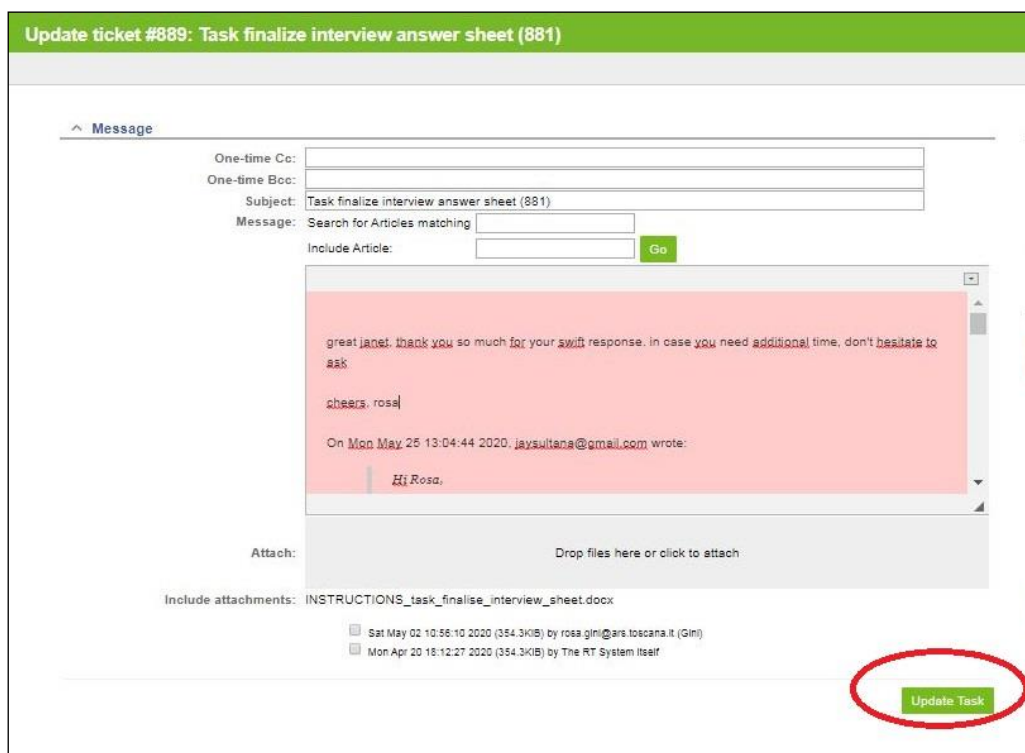 Update ticket #889: Task finalize interview answer sheet (881)
Message
One-time Cc:
One-time Bcc:
Subject: Task finalize interview answer sheet (881)
Message: Search for Articles matching
Include Article: Go
great janet, thank you so much for your swift response. in case you need additional time, don't hesitate to
ask
cheers, rosa
On Mon May 25 13:04:44 2020, jaysultana@gmail.com wrote:
Hi Rosa,
Attach: Drop files here or click to attach
Include attachments: INSTRUCTIONS_task_finalise_interview_sheet.docx
Sat May 02 10:56:10 2020 (354.3KiB) by rosa.gini@ars.toscana.it (Gini)
Mon Apr 20 18:12:27 2020 (354.3KiB) by The RT System itself
Update Task